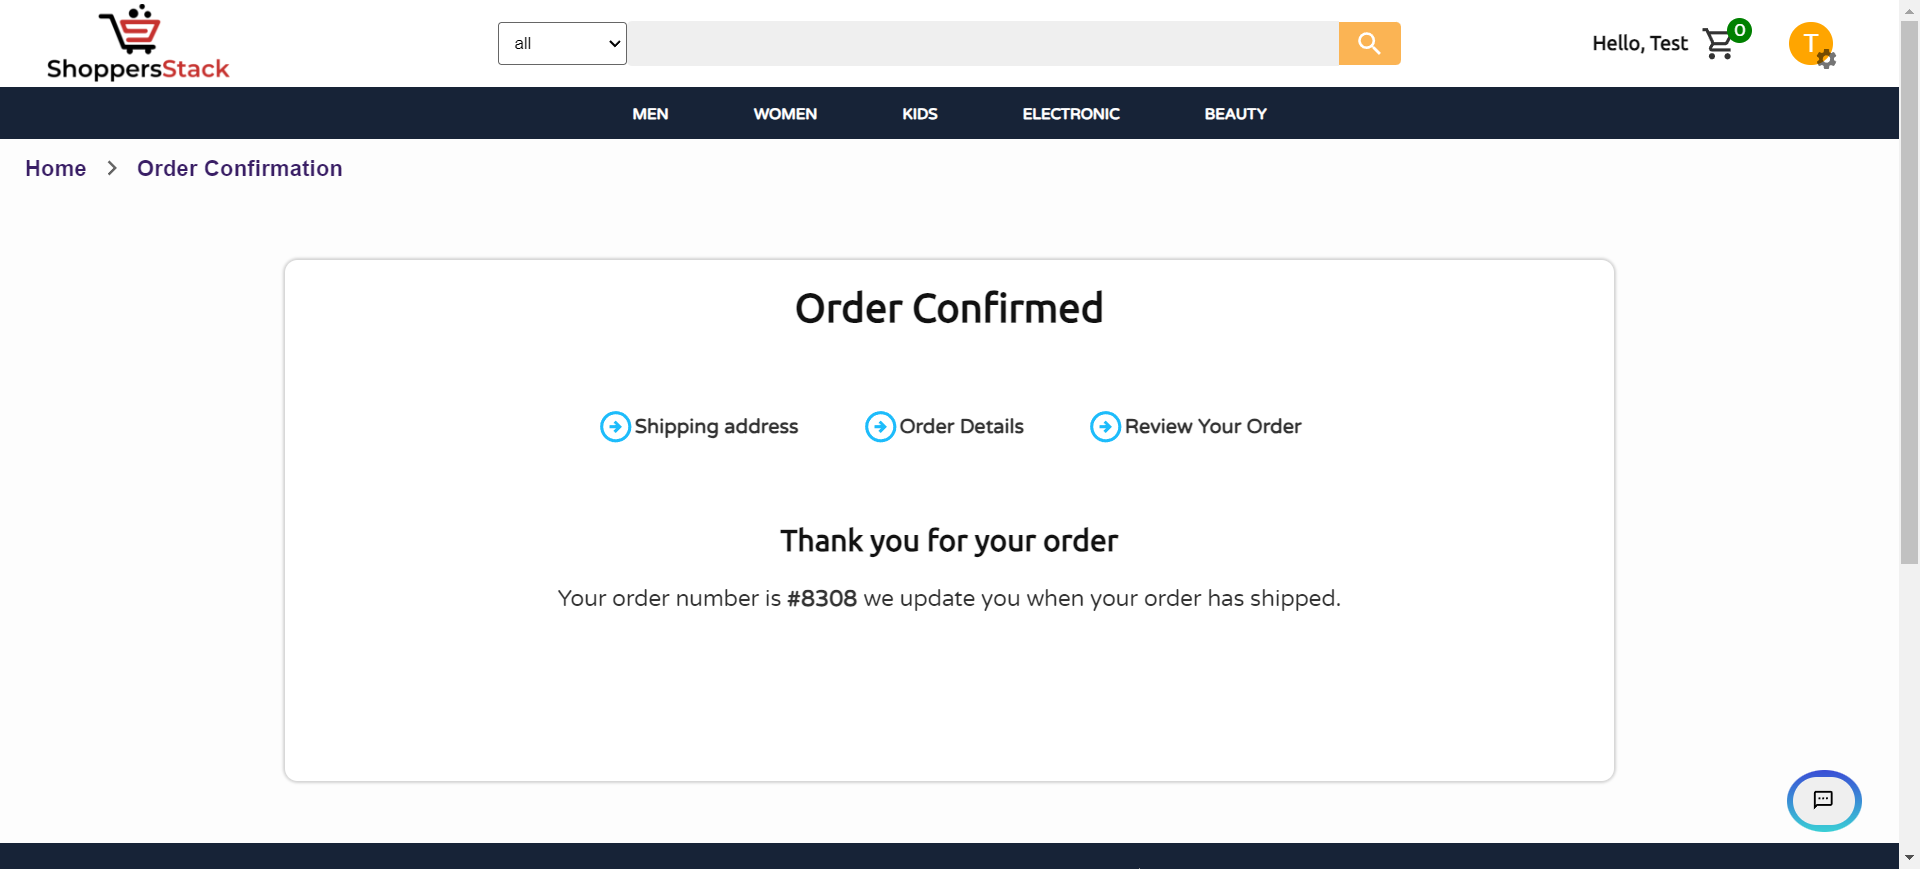 ShoppersStack
all
Hello, Test
0
T
MEN WOMEN KIDS ELECTRONIC BEAUTY
Home > Order Confirmation
Order Confirmed
Shipping address Order Details Review Your Order
Thank you for your order
Your order number is #8308 we update you when your order has shipped.